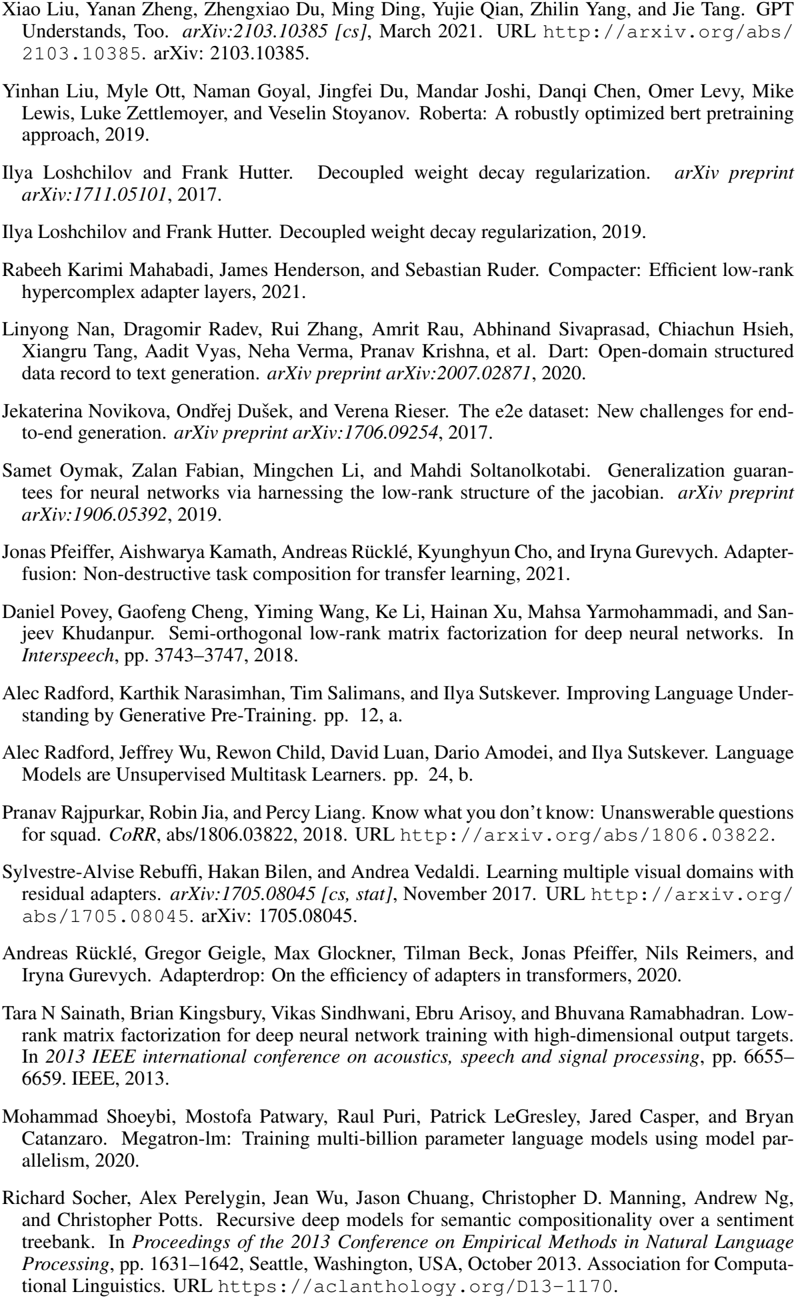 Xiao Liu, Yanan Zheng, Zhengxiao Du, Ming Ding, Yujie Qian, Zhilin Yang, and Jie Tang. GPT
Understands, Too. arXiv:2103.10385 [cs], March 2021. URL http://arxiv.org/abs/
2103.10385. arXiv: 2103.10385.
Yinhan Liu, Myle Ott, Naman Goyal, Jingfei Du, Mandar Joshi, Danqi Chen, Omer Levy, Mike
Lewis, Luke Zettlemoyer, and Veselin Stoyanov. Roberta: A robustly optimized bert pretraining
approach, 2019.
Ilya Loshchilov and Frank Hutter. Decoupled weight decay regularization. arXiv preprint
arXiv:1711.05101, 2017.
Ilya Loshchilov and Frank Hutter. Decoupled weight decay regularization, 2019.
Rabeeh Karimi Mahabadi, James Henderson, and Sebastian Ruder. Compacter: Efficient low-rank
hypercomplex adapter layers, 2021.
Linyong Nan, Dragomir Radev, Rui Zhang, Amrit Rau, Abhinand Sivaprasad, Chiachun Hsieh,
Xiangru Tang, Aadit Vyas, Neha Verma, Pranav Krishna, et al. Dart: Open-domain structured
data record to text generation. arXiv preprint arXiv:2007.02871, 2020.
Jekaterina Novikova, Ondřej Dušek, and Verena Rieser. The e2e dataset: New challenges for end-
to-end generation. arXiv preprint arXiv:1706.09254, 2017.
Samet Oymak, Zalan Fabian, Mingchen Li, and Mahdi Soltanolkotabi. Generalization guaran-
tees for neural networks via harnessing the low-rank structure of the jacobian. arXiv preprint
arXiv:1906.05392, 2019.
Jonas Pfeiffer, Aishwarya Kamath, Andreas Rücklé, Kyunghyun Cho, and Iryna Gurevych. Adapter-
fusion: Non-destructive task composition for transfer learning, 2021.
Daniel Povey, Gaofeng Cheng, Yiming Wang, Ke Li, Hainan Xu, Mahsa Yarmohammadi, and San-
jeev Khudanpur. Semi-orthogonal low-rank matrix factorization for deep neural networks. In
Interspeech, pp. 3743–3747, 2018.
Alec Radford, Karthik Narasimhan, Tim Salimans, and Ilya Sutskever. Improving Language Under-
standing by Generative Pre-Training. pp. 12, a.
Alec Radford, Jeffrey Wu, Rewon Child, David Luan, Dario Amodei, and Ilya Sutskever. Language
Models are Unsupervised Multitask Learners. pp. 24, b.
Pranav Rajpurkar, Robin Jia, and Percy Liang. Know what you don't know: Unanswerable questions
for squad. CoRR, abs/1806.03822, 2018. URL http://arxiv.org/abs/1806.03822.
Sylvestre-Alvise Rebuffi, Hakan Bilen, and Andrea Vedaldi. Learning multiple visual domains with
residual adapters. arXiv:1705.08045 [cs, stat], November 2017. URL http://arxiv.org/
abs/1705.08045. arXiv: 1705.08045.
Andreas Rücklé, Gregor Geigle, Max Glockner, Tilman Beck, Jonas Pfeiffer, Nils Reimers, and
Iryna Gurevych. Adapterdrop: On the efficiency of adapters in transformers, 2020.
Tara N Sainath, Brian Kingsbury, Vikas Sindhwani, Ebru Arisoy, and Bhuvana Ramabhadran. Low-
rank matrix factorization for deep neural network training with high-dimensional output targets.
In 2013 IEEE international conference on acoustics, speech and signal processing, pp. 6655–
6659. IEEE, 2013.
Mohammad Shoeybi, Mostofa Patwary, Raul Puri, Patrick LeGresley, Jared Casper, and Bryan
Catanzaro. Megatron-lm: Training multi-billion parameter language models using model par-
allelism, 2020.
Richard Socher, Alex Perelygin, Jean Wu, Jason Chuang, Christopher D. Manning, Andrew Ng,
and Christopher Potts. Recursive deep models for semantic compositionality over a sentiment
treebank. In Proceedings of the 2013 Conference on Empirical Methods in Natural Language
Processing, pp. 1631–1642, Seattle, Washington, USA, October 2013. Association for Computa-
tional Linguistics. URL https://aclanthology.org/D13-1170.